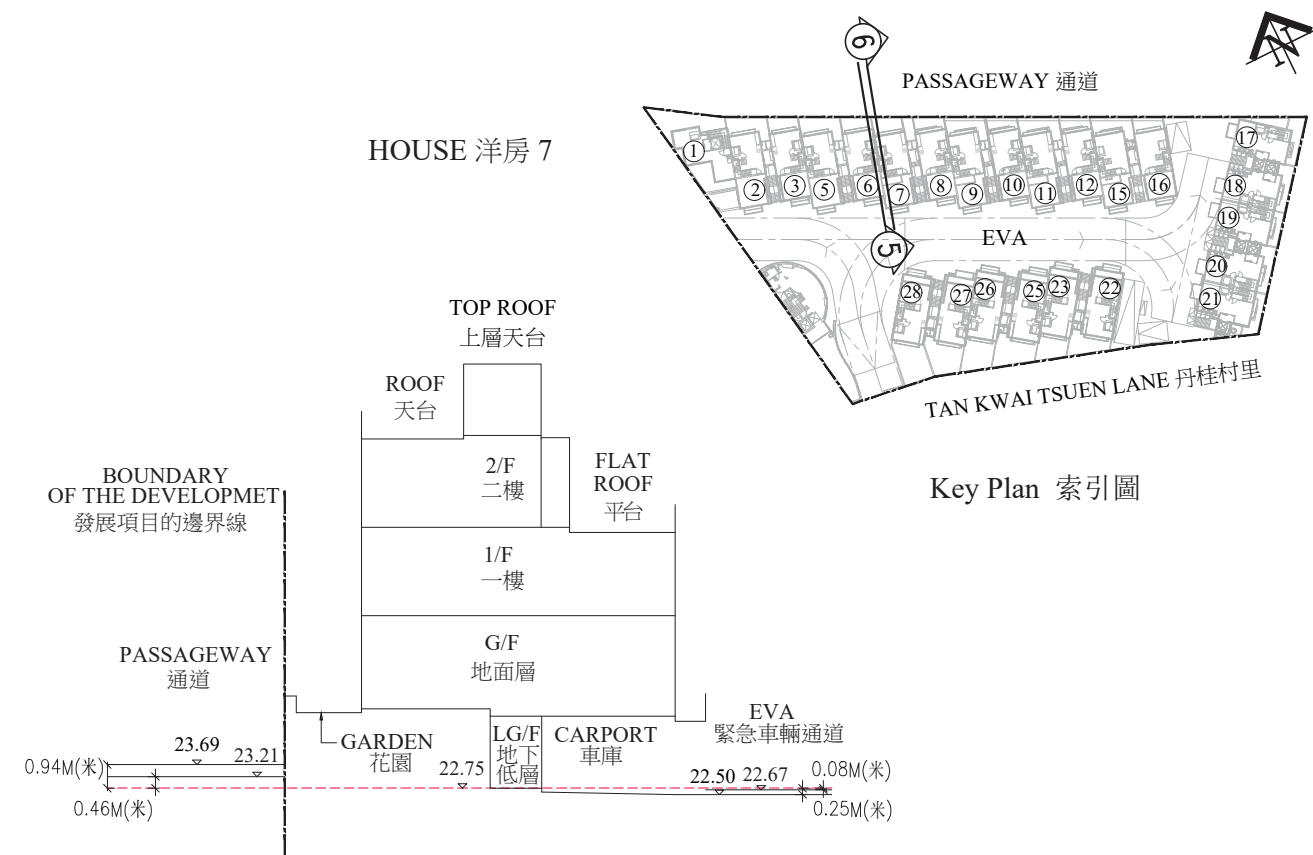 HOUSE 洋房 7
6
PASSAGEWAY 通道
N
1
2
3
5
6
7
8
9
10
11
12
15
16
17
18
19
20
21
EVA
5
28
27
26
25
23
22
TAN KWAI TSUEN LANE 丹桂村里
Key Plan 索引圖
TOP ROOF
上層天台
ROOF
天台
2/F
二樓
FLAT
ROOF
平台
BOUNDARY
OF THE DEVELOPMET
發展項目的邊界線
1/F
一樓
G/F
地面層
PASSAGEWAY
通道
GARDEN
花園
LG/F
地下
低層
CARPORT
車庫
EVA
緊急車輛通道
23.69
23.21
22.75
22.50
22.67
0.94M(米)
0.46M(米)
0.08M(米)
0.25M(米)